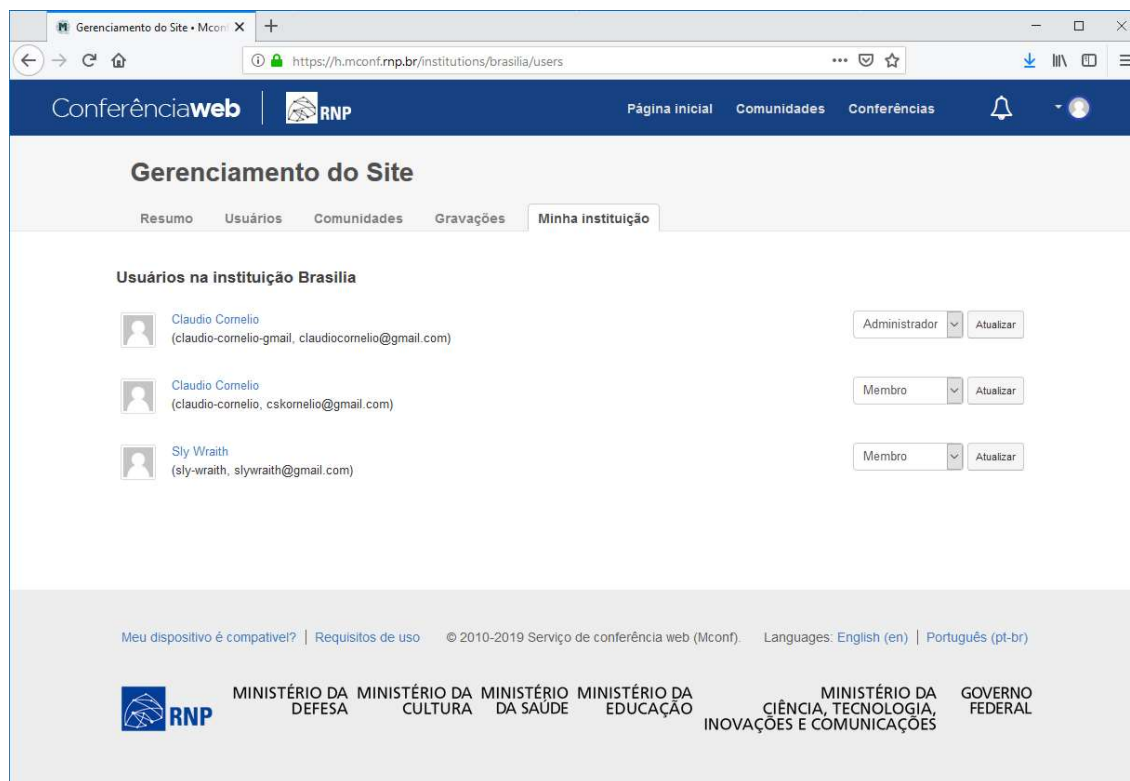 Gerenciamento do Site • Mconf
https://h.mconf.rnp.br/institutions/brasilia/users
Conferênciaweb RNP Página inicial Comunidades Conferências
Gerenciamento do Site
Resumo Usuários Comunidades Gravações Minha instituição
Usuários na instituição Brasilia
Claudio Cornelio
(claudio-cornelio-gmail, claudiocornelio@gmail.com)
Administrador Atualizar
Claudio Cornelio
(claudio-cornelio, cskornelio@gmail.com)
Membro Atualizar
Sly Wraith
(sly-wraith, slywraith@gmail.com)
Membro Atualizar
Meu dispositivo é compativel? | Requisitos de uso © 2010-2019 Serviço de conferência web (Mconf). Languages: English (en) | Português (pt-br)
RNP
MINISTÉRIO DA
DEFESA
MINISTÉRIO DA
CULTURA
MINISTÉRIO
DA SAÚDE
MINISTÉRIO DA
EDUCAÇÃO
MINISTÉRIO DA
CIÊNCIA, TECNOLOGIA,
INOVAÇÕES E COMUNICAÇÕES
GOVERNO
FEDERAL